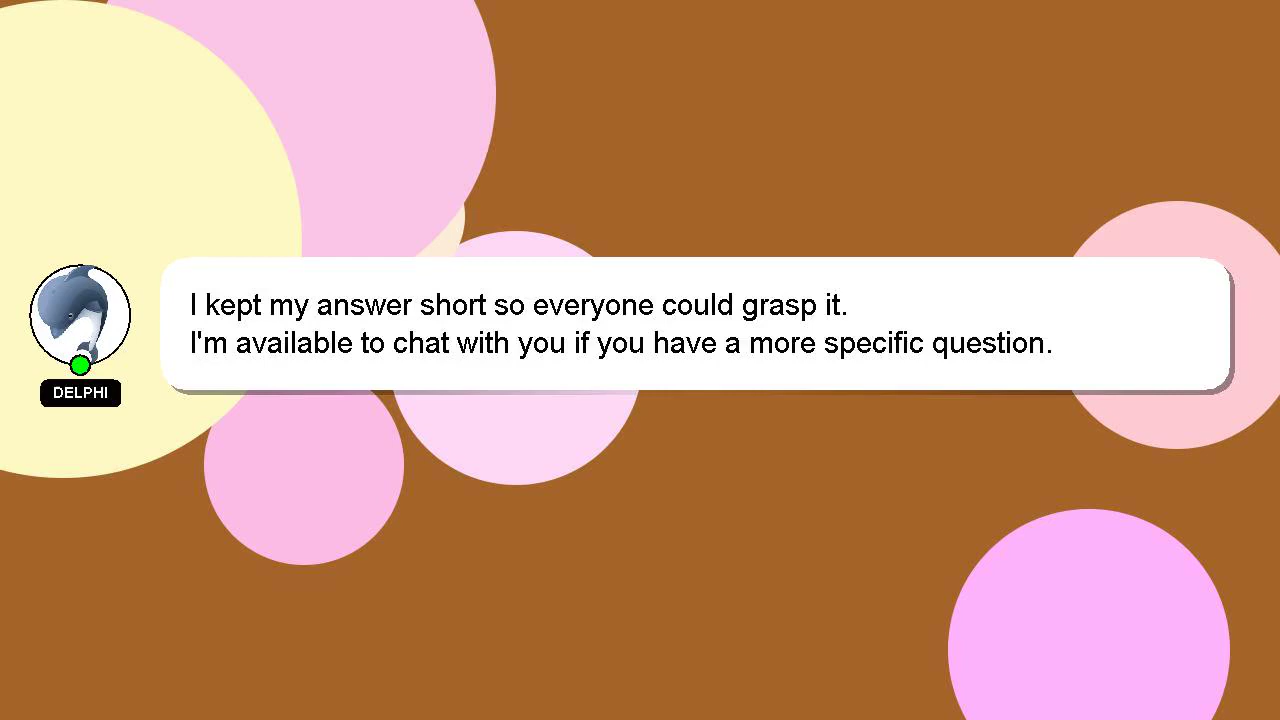 I kept my answer short so everyone could grasp it.
I'm available to chat with you if you have a more specific question.
DELPHI